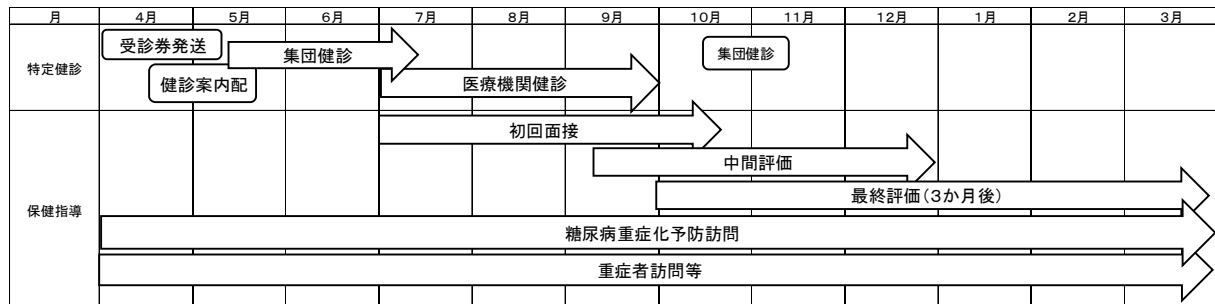 月 4月 5月 6月 7月 8月 9月 10月 11月 12月 1月 2月 3月
特定健診
受診券発送
集団健診
集団健診
健診案内配
医療機関健診
保健指導
初回面接
中間評価
最終評価(3か月後)
糖尿病重症化予防訪問
重症者訪問等